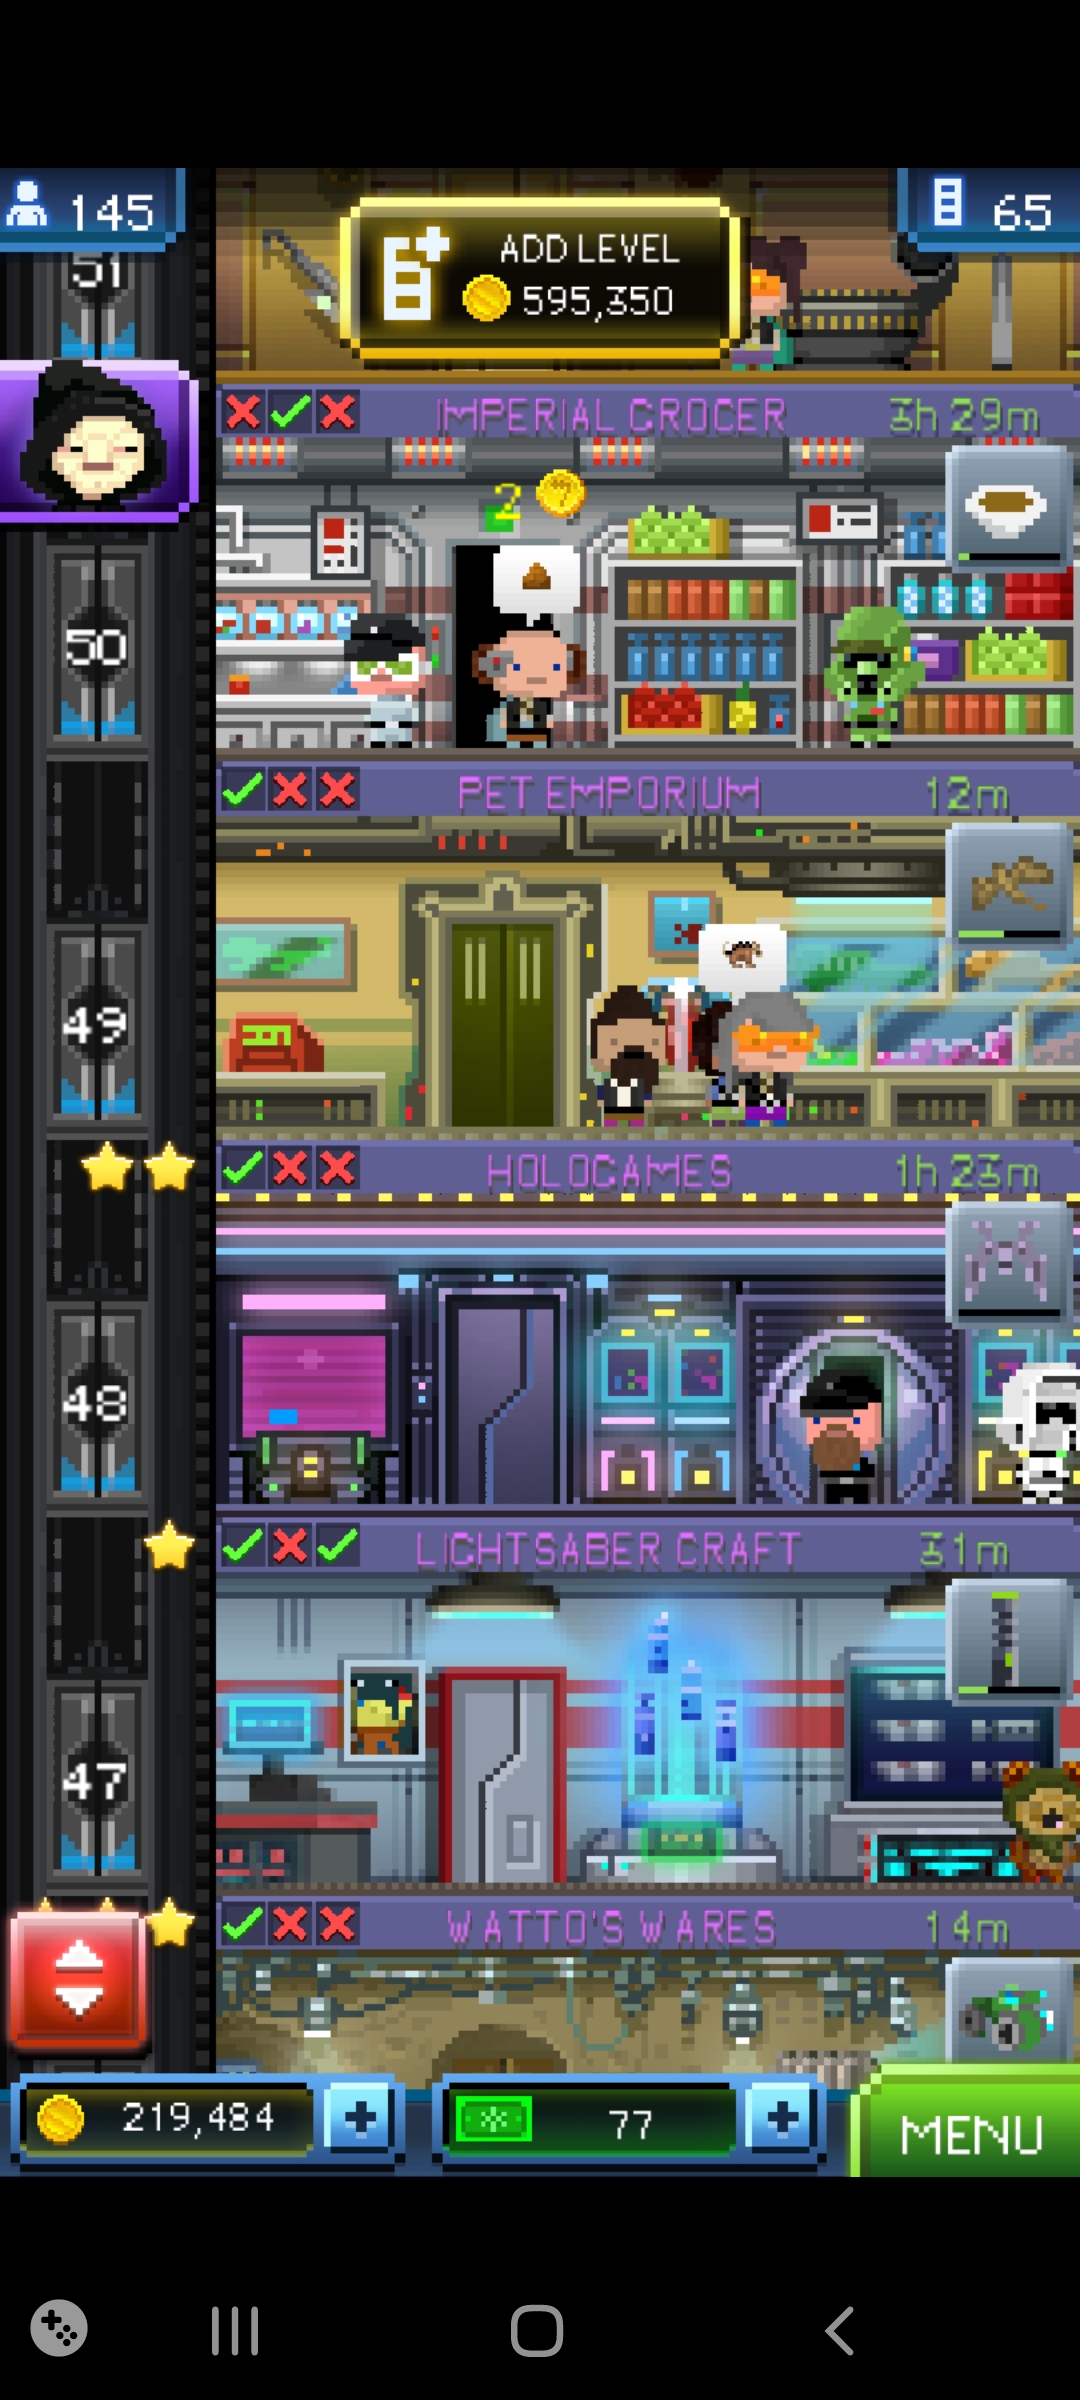 145
65
ADD LEVEL
595,350
51
IMPERIAL GROCER
3h 29m
2
50
PET EMPORIUM
12m
49
HOLOGAMES
1h 23m
48
LIGHTSABER CRAFT
31m
47
WATTO'S WARES
14m
219,484
77
MENU